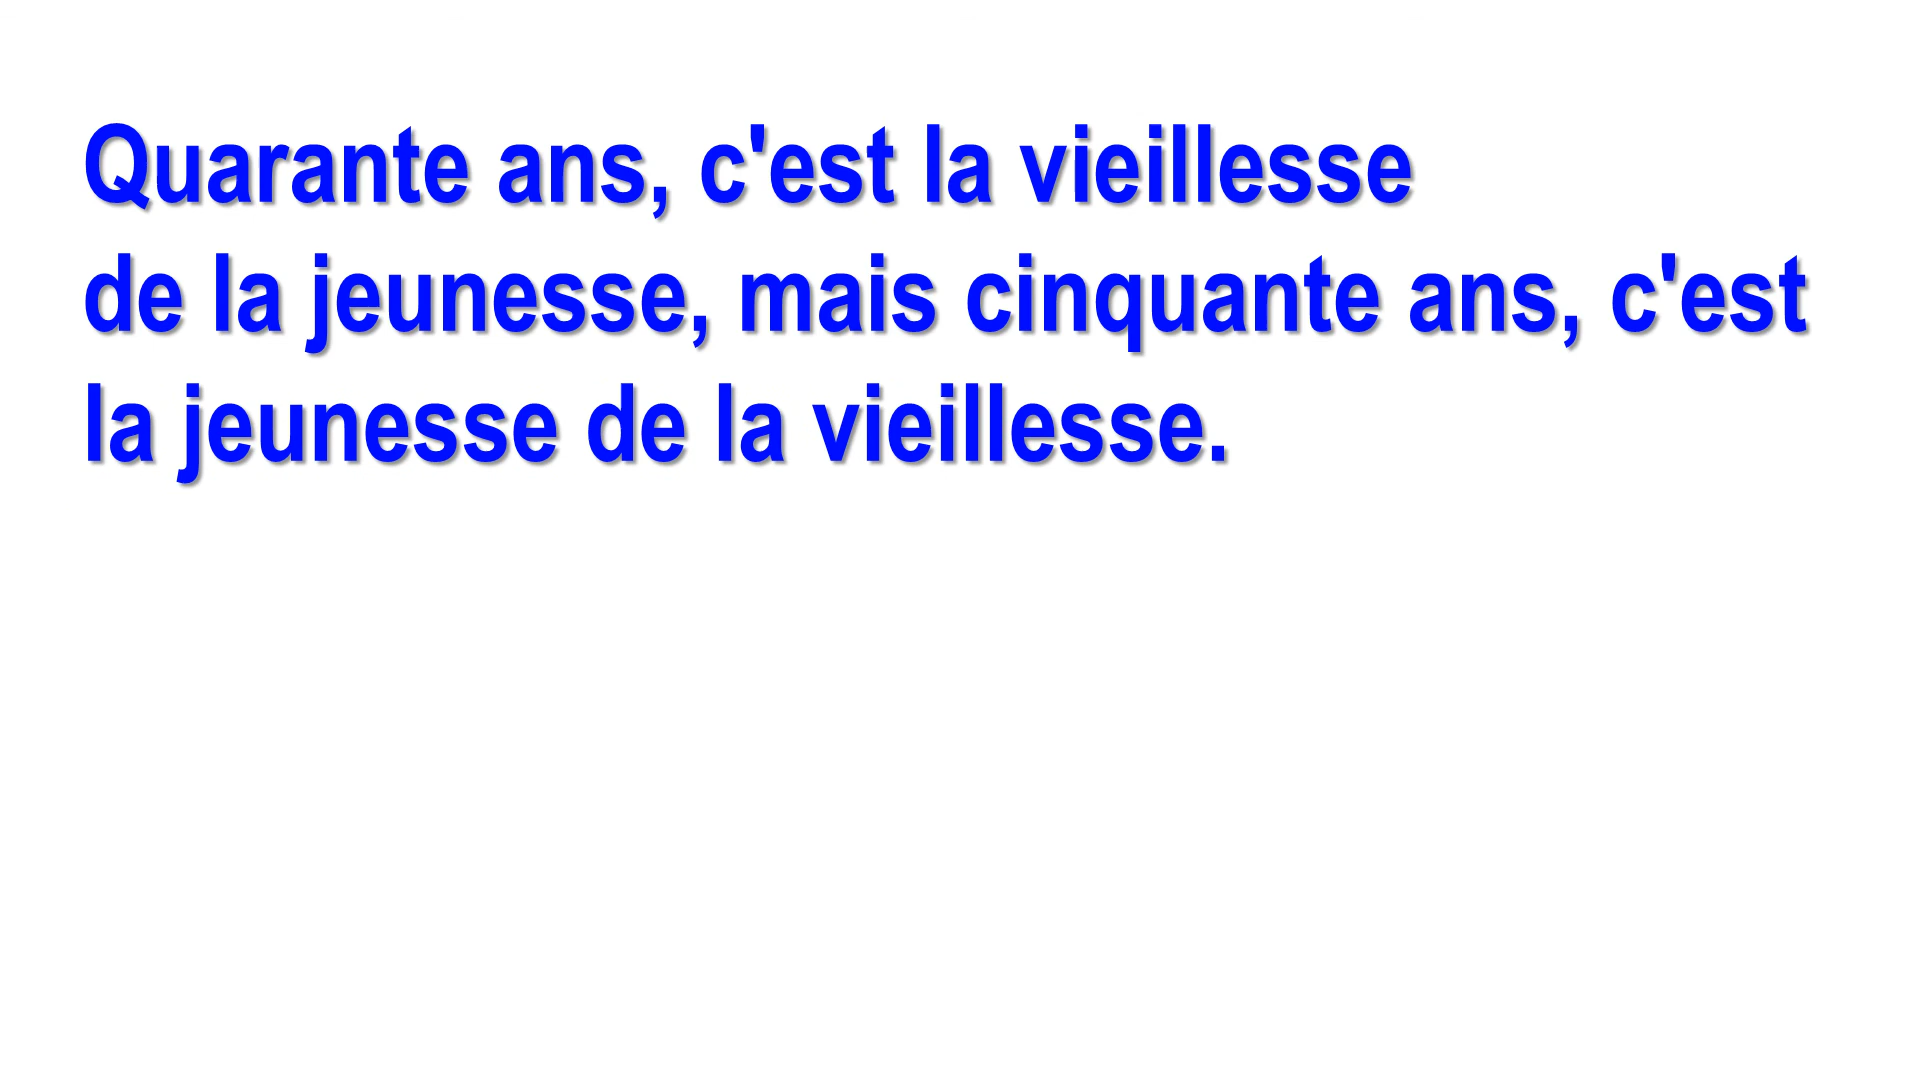 Quarante ans, c'est la vieillesse
de la jeunesse, mais cinquante ans, c'est
la jeunesse de la vieillesse.